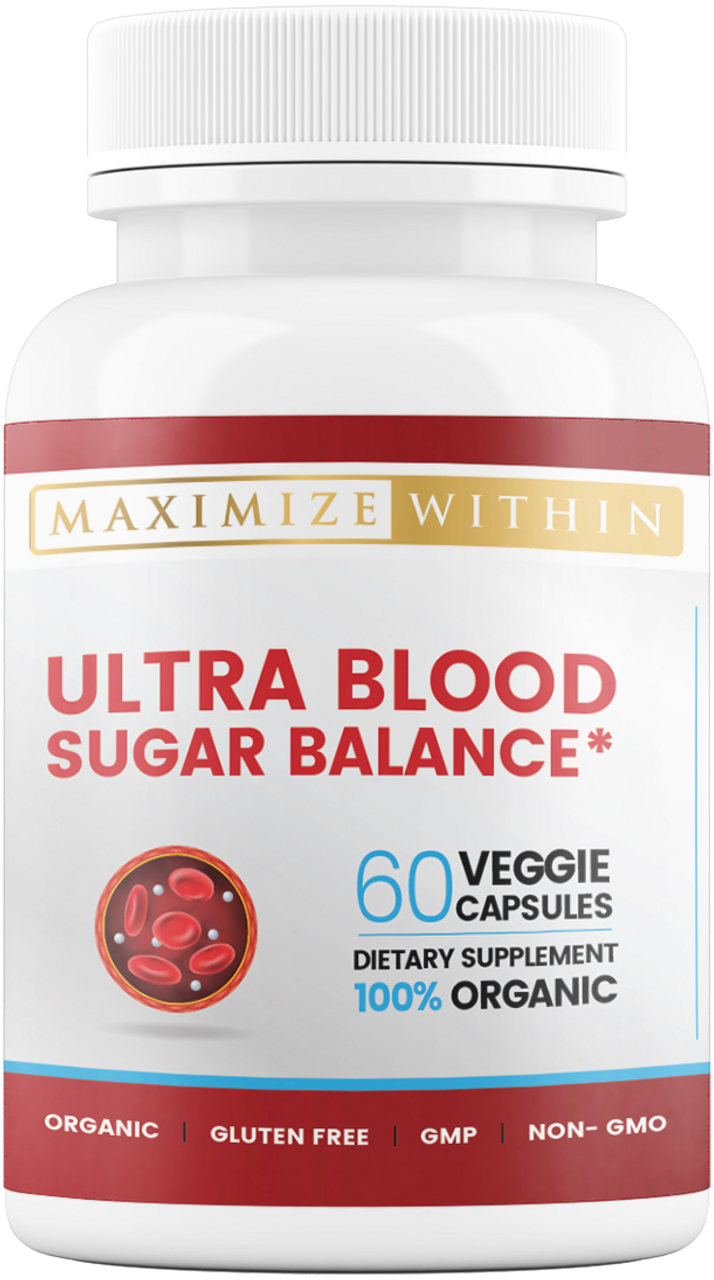 MAXIMIZE WITHIN
ULTRA BLOOD
SUGAR BALANCE*
60 VEGGIE
CAPSULES
DIETARY SUPPLEMENT
100% ORGANIC
ORGANIC | GLUTEN FREE | GMP | NON- GMO